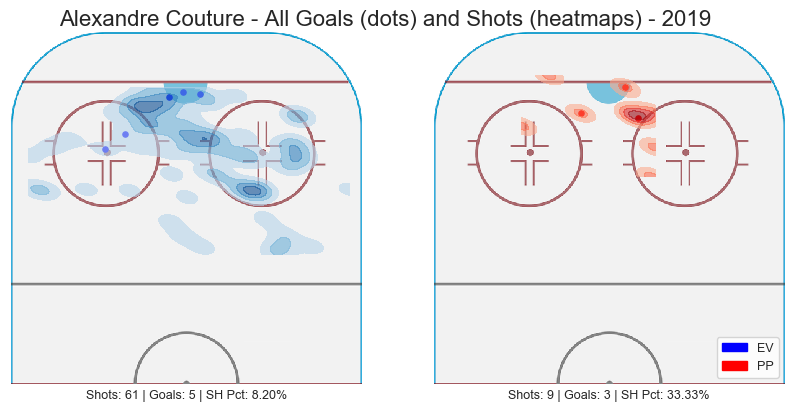 Alexandre Couture - All Goals (dots) and Shots (heatmaps) - 2019
EV
PP
Shots: 61 | Goals: 5 | SH Pct: 8.20%
Shots: 9 | Goals: 3 | SH Pct: 33.33%